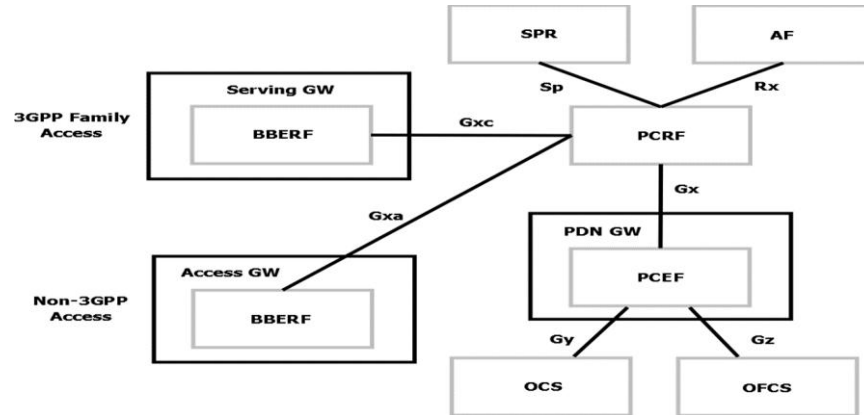 SPR
AF
Serving GW
Sp
Rx
3GPP Family
Access
BBERF
Gxc
PCRF
Gx
Gxa
PDN GW
Access GW
PCEF
Non-3GPP
Access
BBERF
Gy
Gz
OCS
OFCS